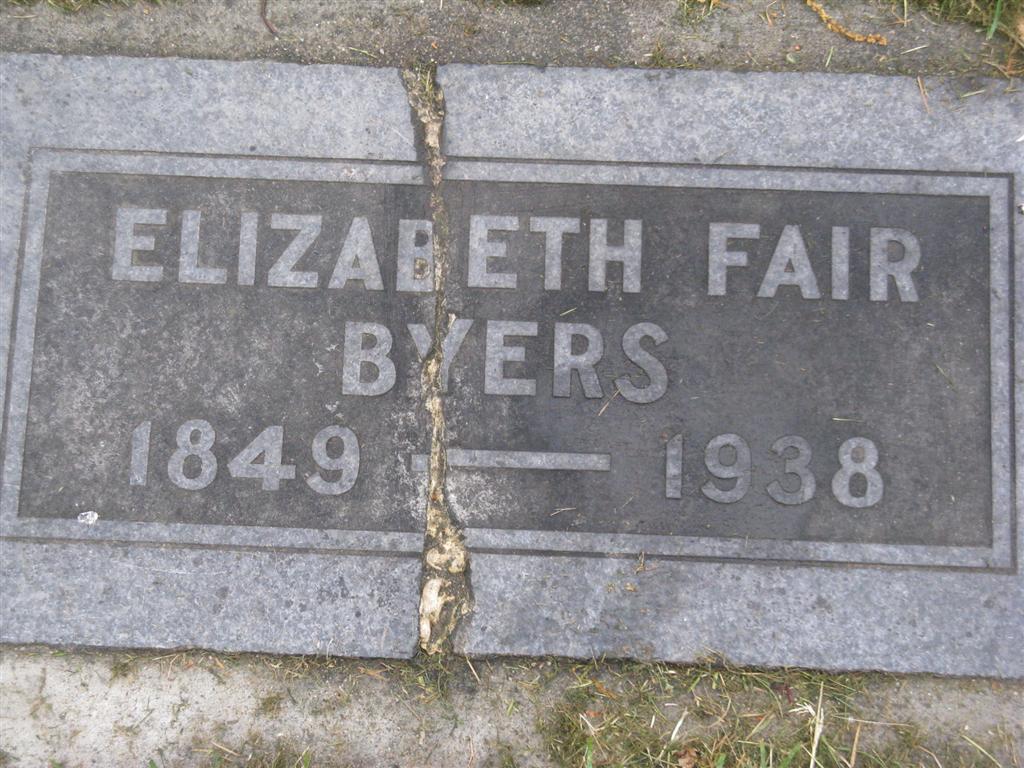 ELIZABETH FAIR
BYERS
1849 — 1938